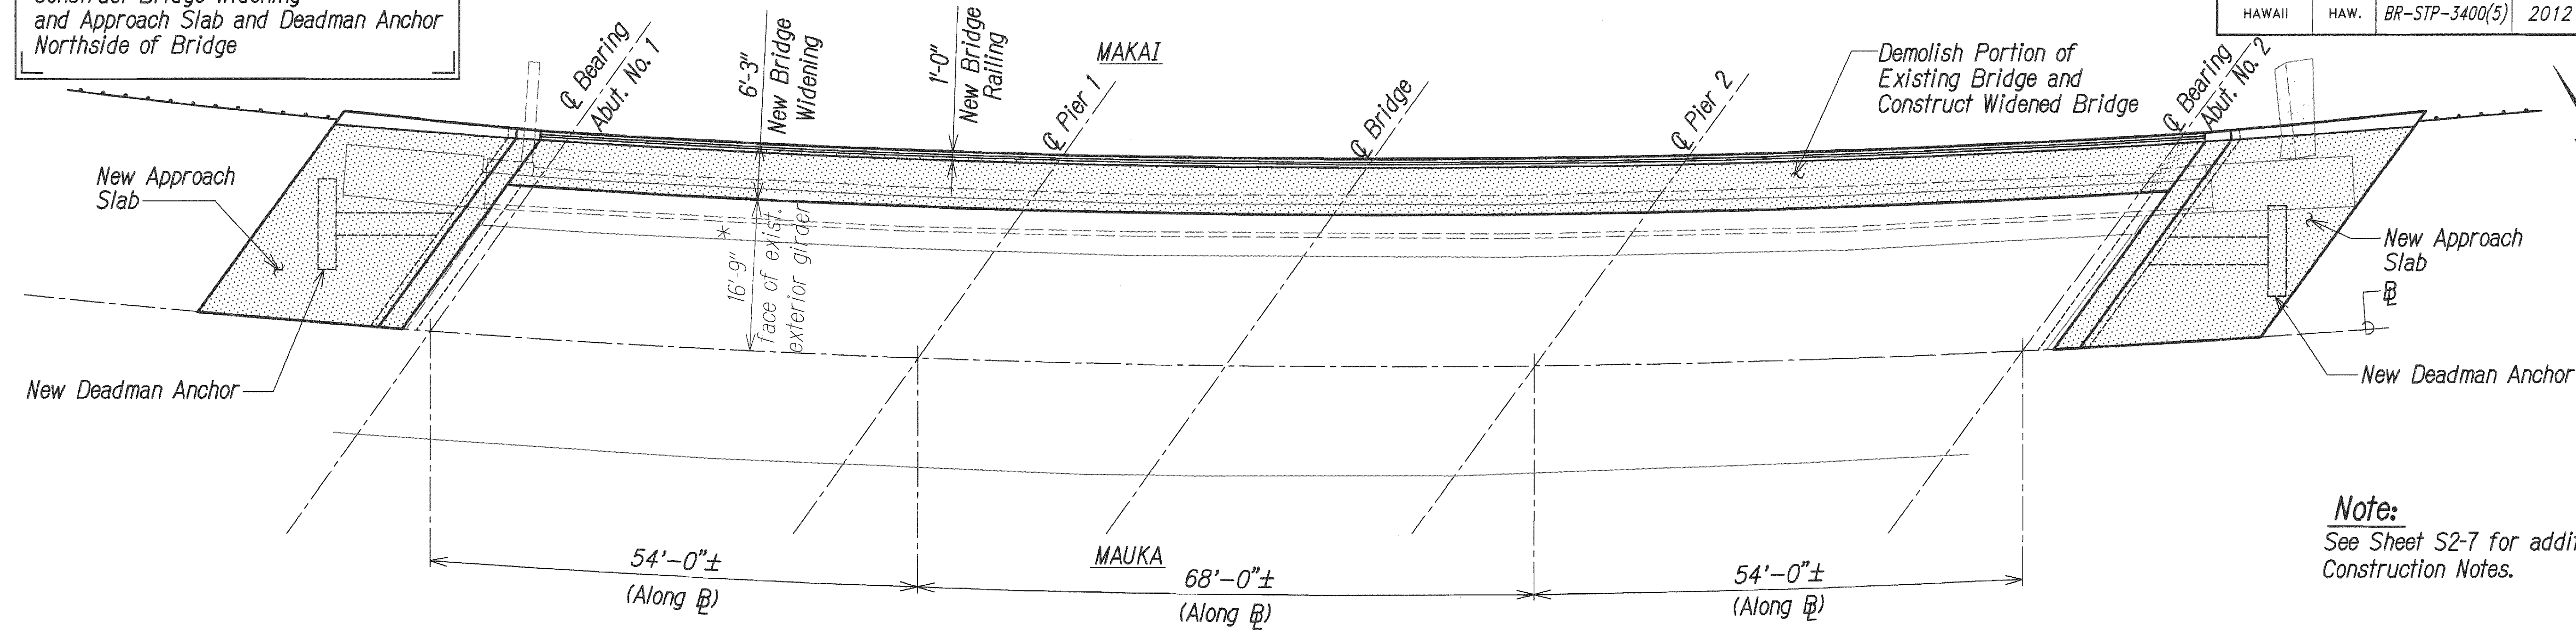 and Approach Slab and Deadman Anchor
Northside of Bridge
HAWAII HAW. BR-STP-3400(5) 2012
℄ Bearing
Abut. No. 1
6'-3"
New Bridge
Widening
1'-0"
New Bridge
Railing
MAKAI
℄ Pier 1
℄ Bridge
℄ Pier 2
Demolish Portion of
Existing Bridge and
Construct Widened Bridge
℄ Bearing
Abut. No. 2
New Approach
Slab
16'-9" *
face of exist.
exterior girder
New Approach
Slab
BL
New Deadman Anchor
New Deadman Anchor
MAUKA
54'-0"±
(Along BL)
68'-0"±
(Along BL)
54'-0"±
(Along BL)
Note:
See Sheet S2-7 for addi
Construction Notes.